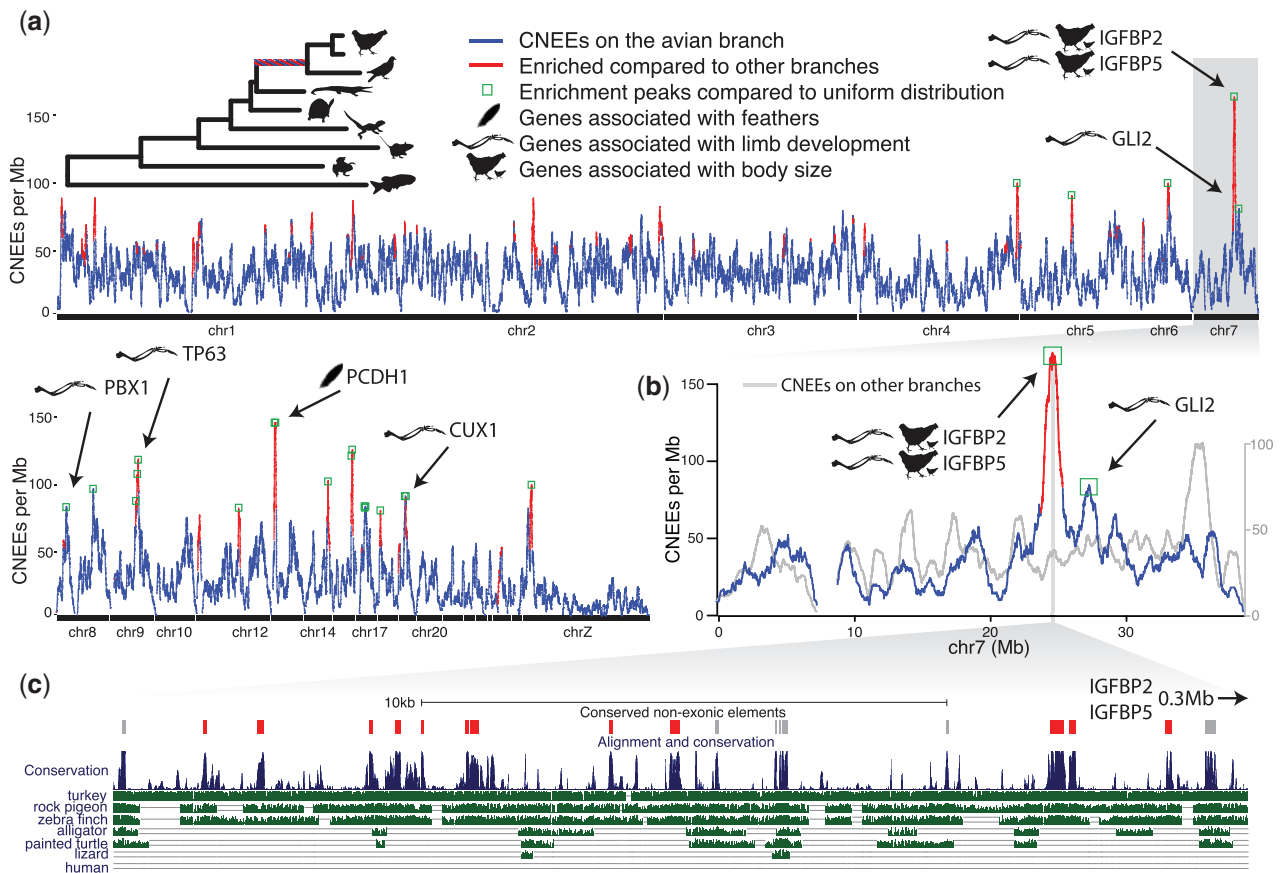 (a)
CNEEs on the avian branch
Enriched compared to other branches
Enrichment peaks compared to uniform distribution
Genes associated with feathers
Genes associated with limb development
Genes associated with body size
IGFBP2
IGFBP5
GLI2
CNEEs per Mb
150
100
50
0
chr1 chr2 chr3 chr4 chr5 chr6 chr7
PBX1
TP63
PCDH1
CUX1
CNEEs per Mb
150
100
50
0
chr8 chr9 chr10 chr12 chr14 chr17 chr20 chrZ
(b)
CNEEs on other branches
IGFBP2
IGFBP5
GLI2
CNEEs per Mb
150
100
50
0
100
50
0
0 10 20 30
chr7 (Mb)
(c)
IGFBP2
IGFBP5
0.3Mb
10kb
Conserved non-exonic elements
Alignment and conservation
Conservation
turkey
rock pigeon
zebra finch
alligator
painted turtle
lizard
human